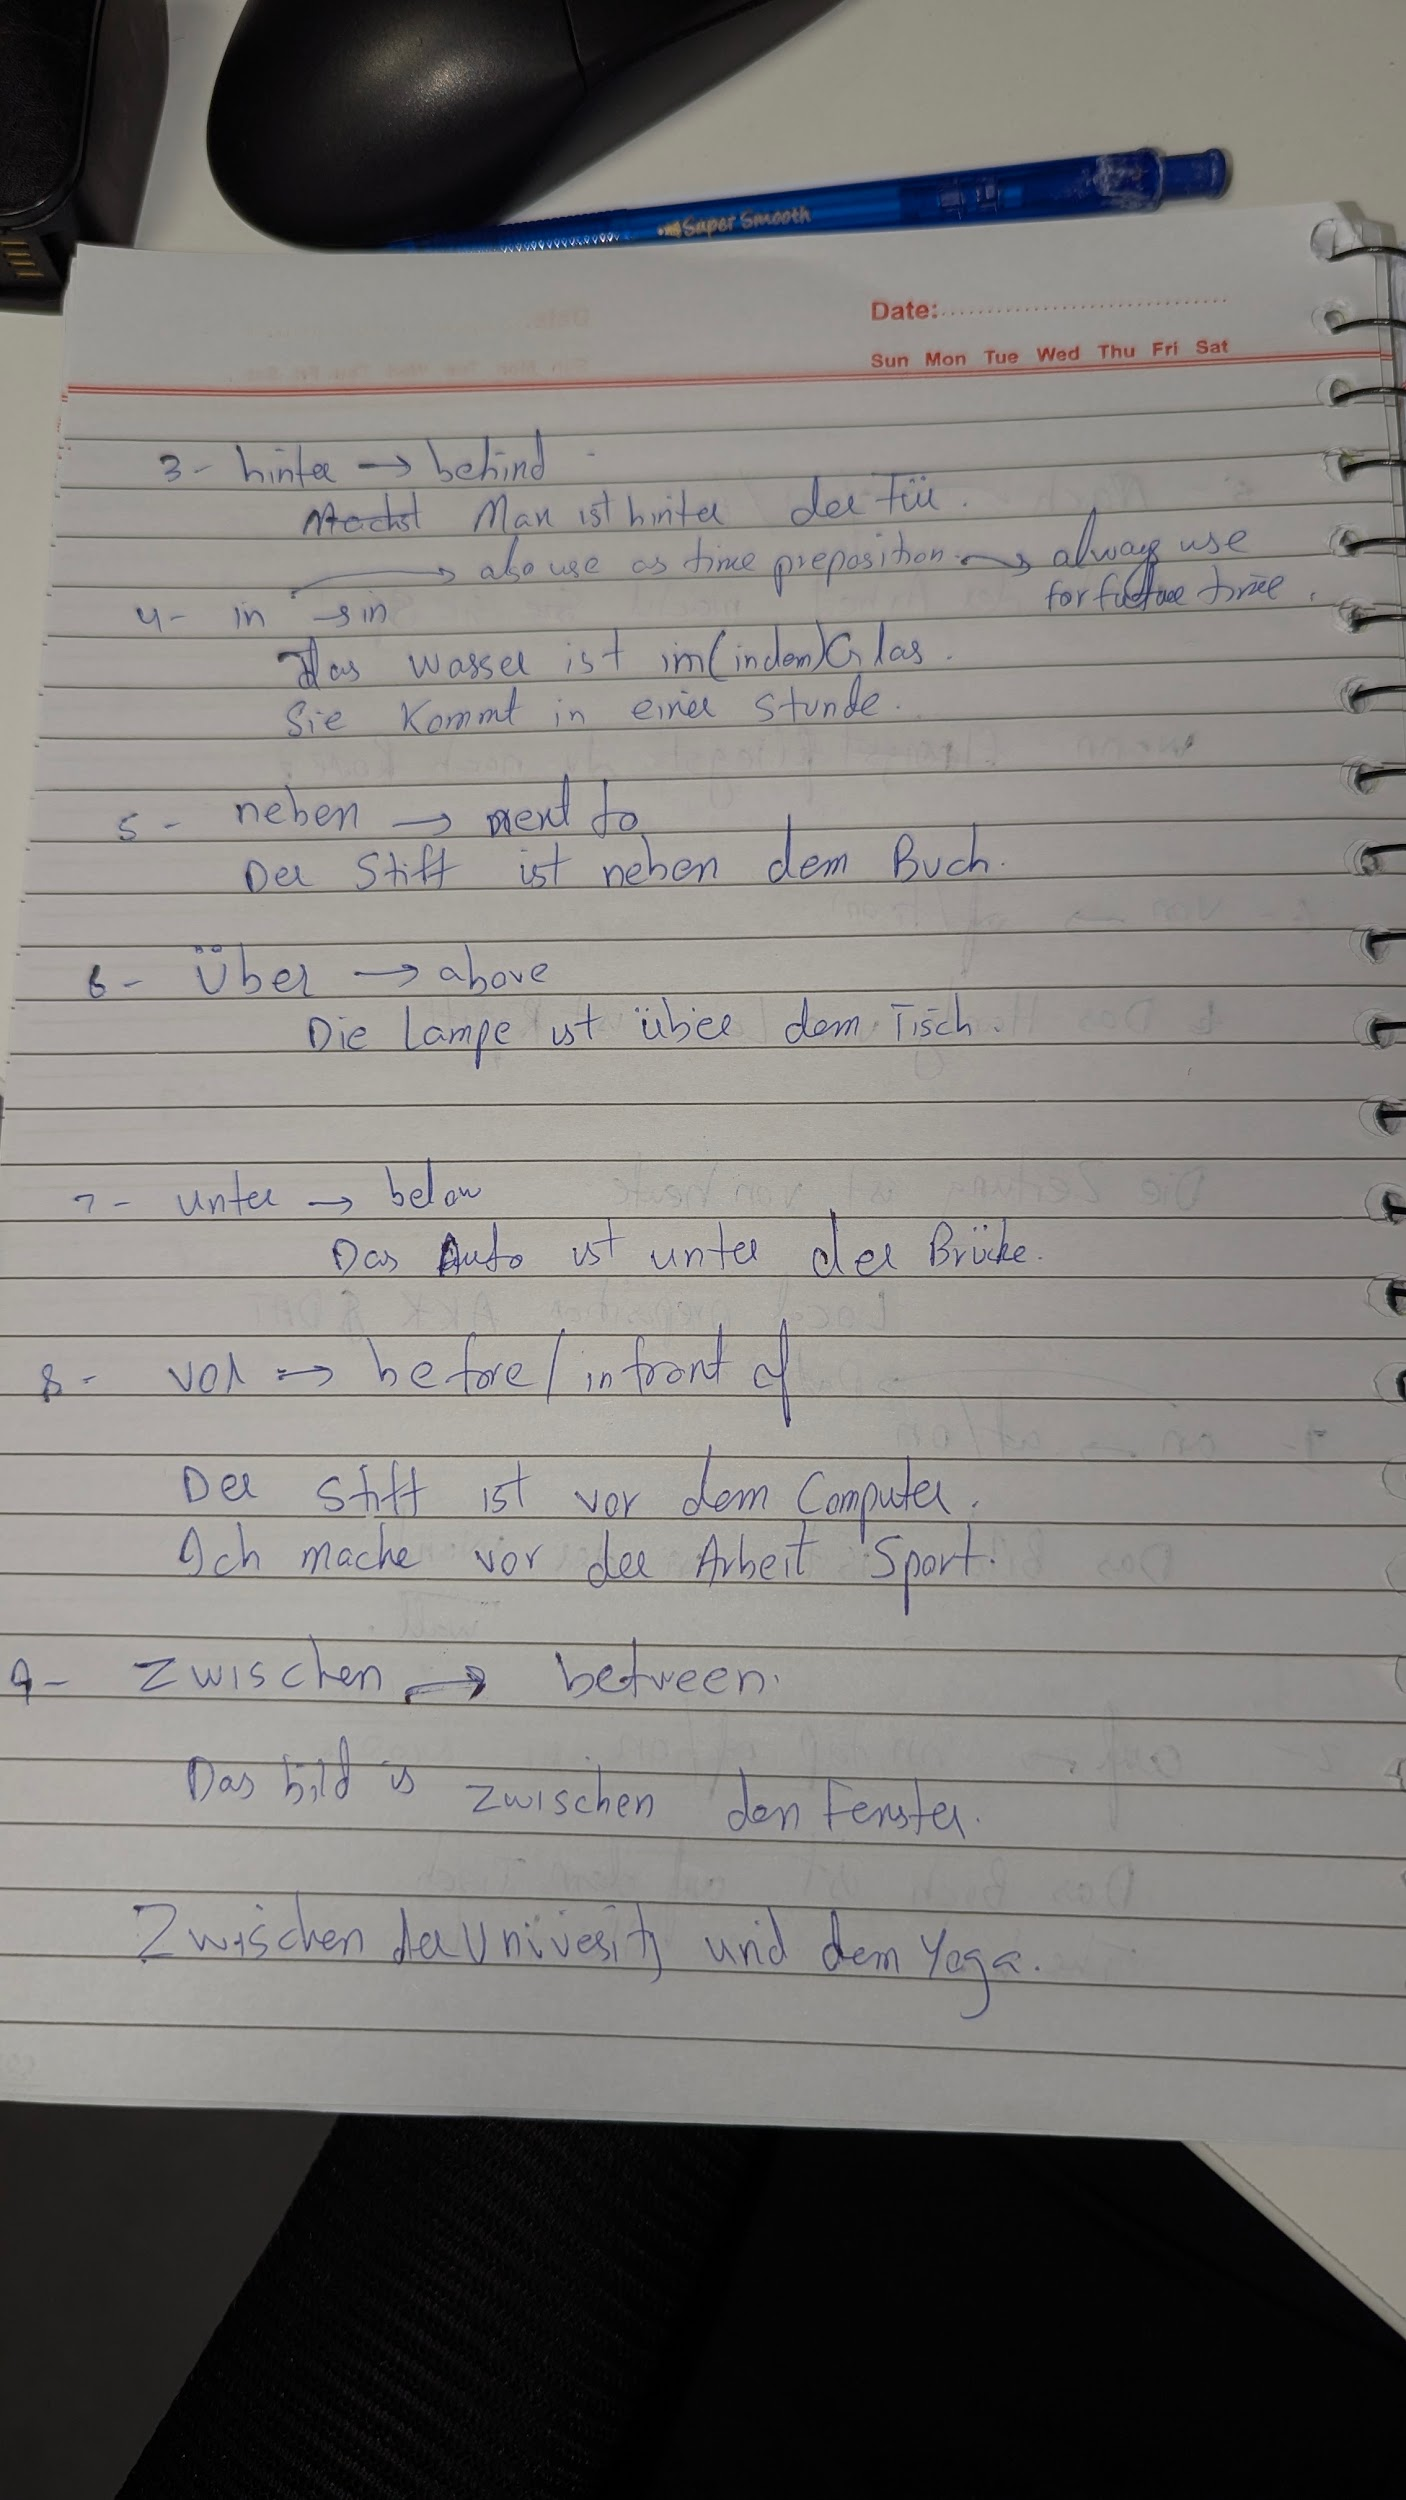 Super Smooth
Date:
Sun Mon Tue Wed Thu Fri Sat
3- hinter → behind
Machst Man ist hinter der Tür.
→ also use as time preposition → always use
for future time.
4- in → in
Das Wasser ist im (in dem) Glas.
Sie Kommt in einer Stunde.
5- neben → next to
Der Stift ist neben dem Buch.
6- Über → above
Die Lampe ist über dem Tisch.
7- unter → below
Das Auto ist unter der Brücke.
8- vor → before/in front of
Der Stift ist vor dem Computer.
Ich mache vor der Arbeit Sport.
9- Zwischen → between.
Das bild is zwischen den Fenster.
Zwischen der Univesity und dem Yoga.